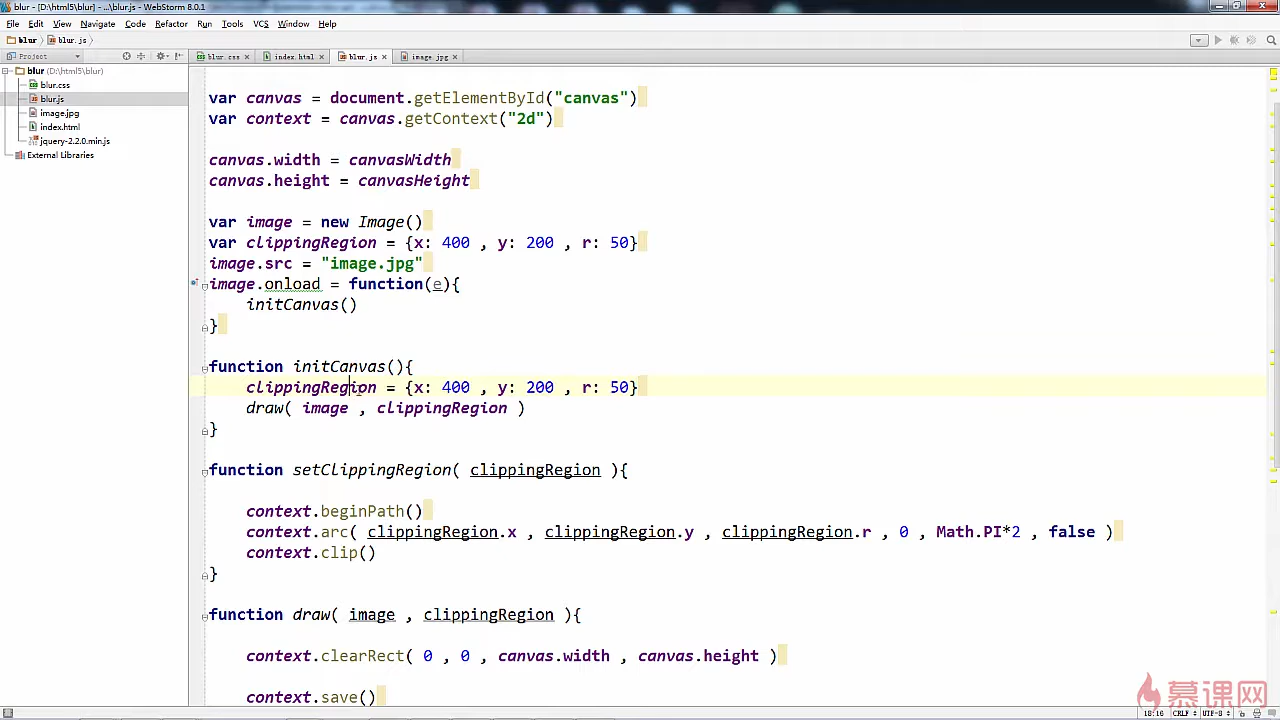 blur - [D:\html5\blur] - ...\blur.js - WebStorm 8.0.1
File Edit View Navigate Code Refactor Run Tools VCS Window Help
blur blur.js
Project blur.css index.html blur.js image.jpg
blur (D:\html5\blur)
blur.css
blur.js
image.jpg
index.html
jquery-2.2.0.min.js
External Libraries
var canvas = document.getElementById("canvas")
var context = canvas.getContext("2d")
canvas.width = canvasWidth
canvas.height = canvasHeight
var image = new Image()
var clippingRegion = {x: 400 , y: 200 , r: 50}
image.src = "image.jpg"
image.onload = function(e){
initCanvas()
}
function initCanvas(){
clippingRegion = {x: 400 , y: 200 , r: 50}
draw( image , clippingRegion )
}
function setClippingRegion( clippingRegion ){
context.beginPath()
context.arc( clippingRegion.x , clippingRegion.y , clippingRegion.r , 0 , Math.PI*2 , false )
context.clip()
}
function draw( image , clippingRegion ){
context.clearRect( 0 , 0 , canvas.width , canvas.height )
context.save()
慕课网
18:16 CRLF UTF-8